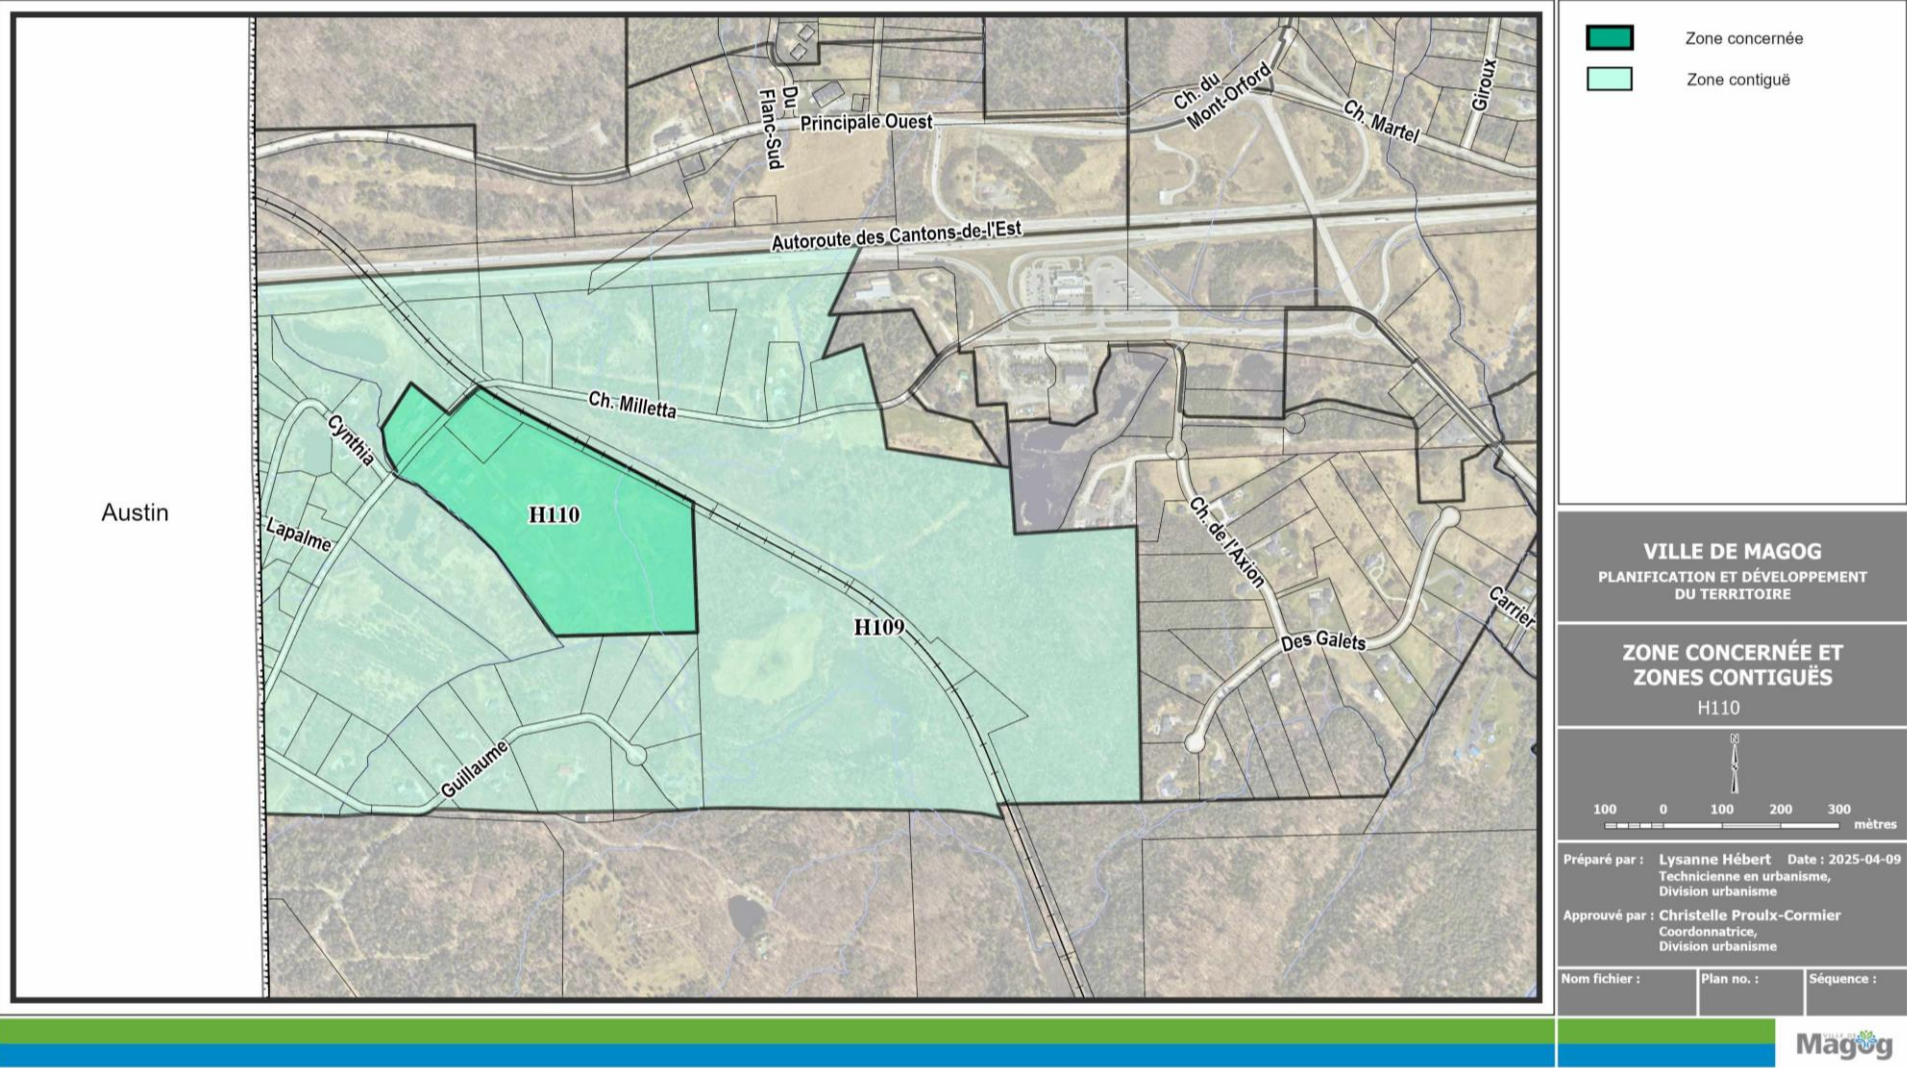 Zone concernée
Zone contiguë
Du
Flanc-Sud
Principale Ouest
Ch. du
Mont-Orford
Ch. Martel
Giroux
Autoroute des Cantons-de-l'Est
Ch. Milletta
Cynthia
Lapalme
H110
Austin
H109
Ch. de l'Axion
Des Galets
Carrier
Guillaume
VILLE DE MAGOG
PLANIFICATION ET DÉVELOPPEMENT
DU TERRITOIRE
ZONE CONCERNÉE ET
ZONES CONTIGUËS
H110
N
100 0 100 200 300
mètres
Préparé par : Lysanne Hébert Date : 2025-04-09
Technicienne en urbanisme,
Division urbanisme
Approuvé par : Christelle Proulx-Cormier
Coordonnatrice,
Division urbanisme
Nom fichier : Plan no. : Séquence :
VILLE DE
Magog